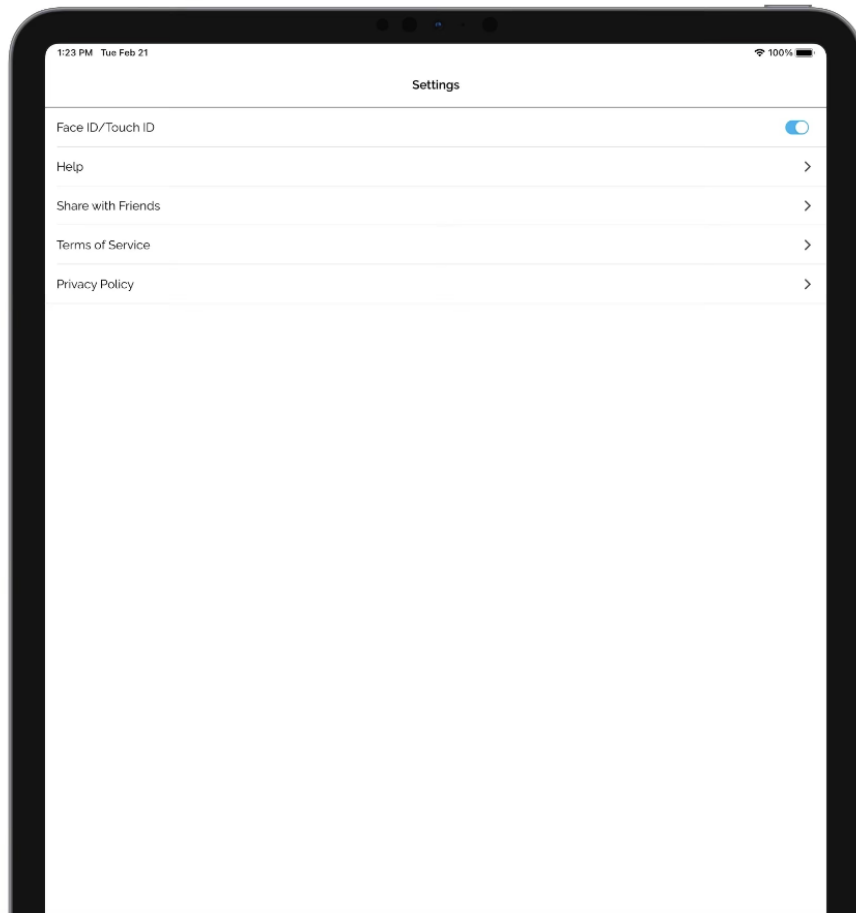 1:23 PM Tue Feb 21 100%
Settings
Face ID/Touch ID
Help
Share with Friends
Terms of Service
Privacy Policy